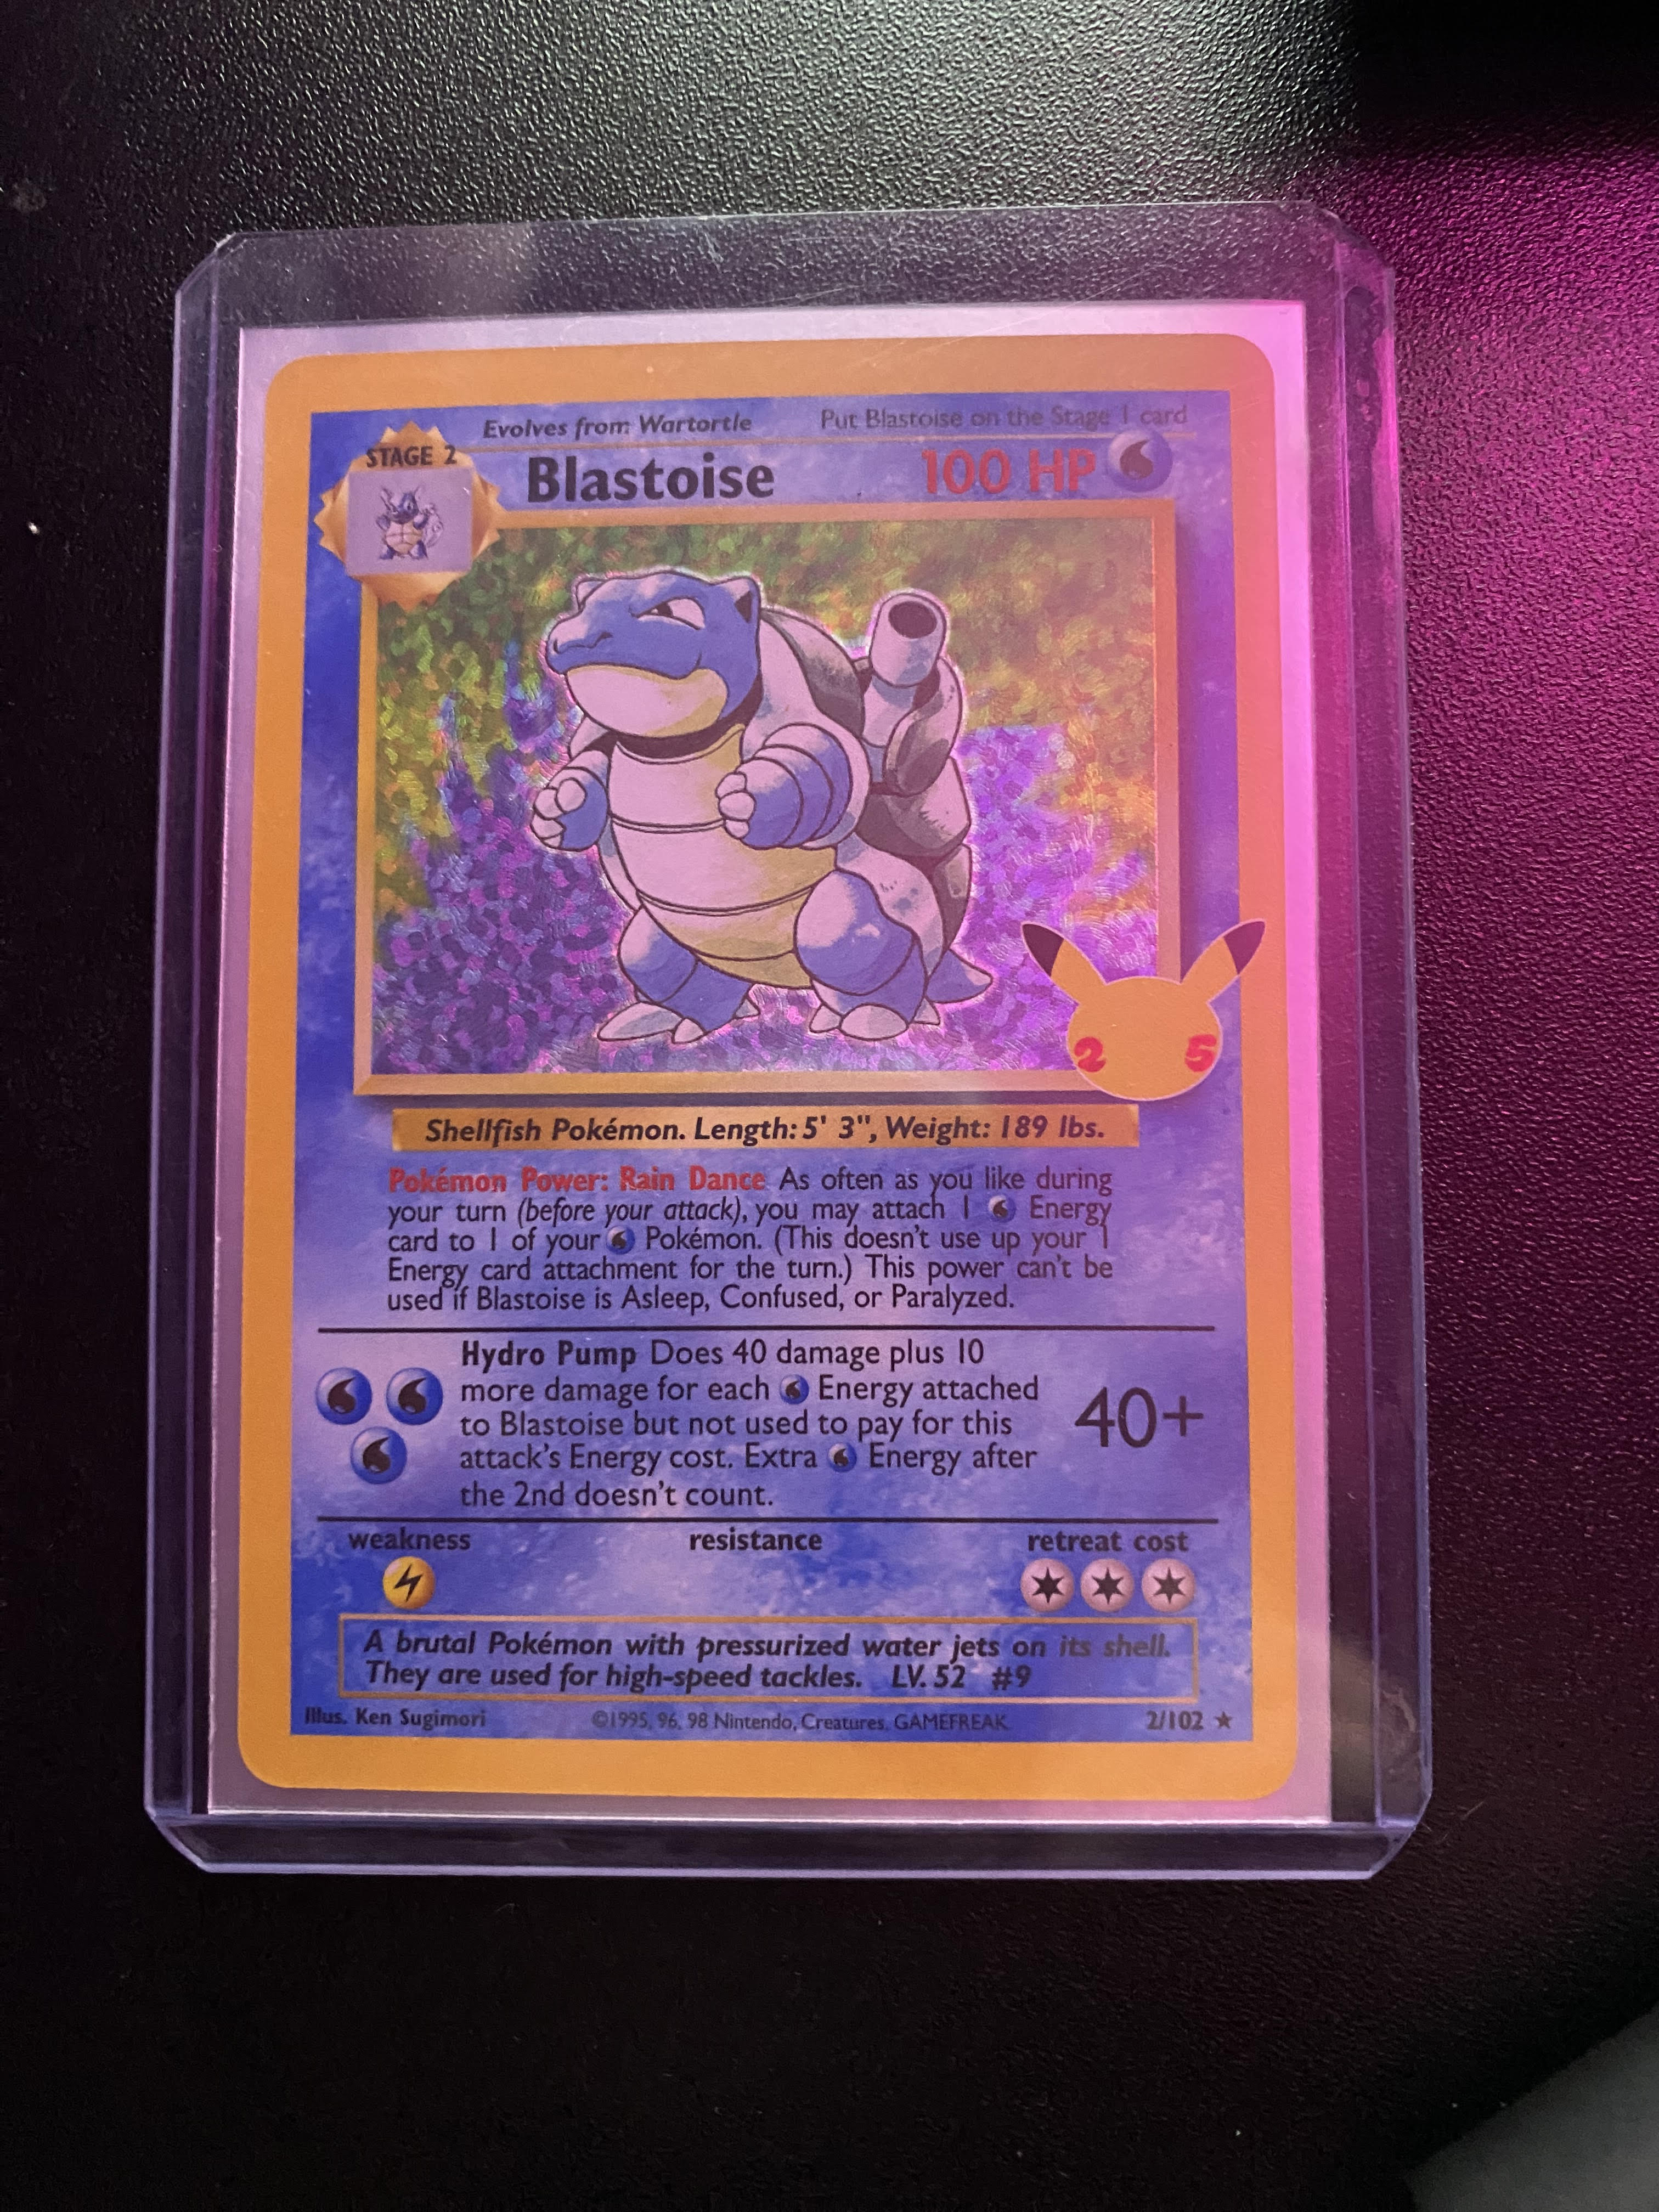 Evolves from Wartortle Put Blastoise on the Stage 1 card
STAGE 2
Blastoise 100 HP
2 5
Shellfish Pokémon. Length: 5' 3", Weight: 189 lbs.
Pokémon Power: Rain Dance As often as you like during
your turn (before your attack), you may attach 1 Energy
card to 1 of your Pokémon. (This doesn't use up your 1
Energy card attachment for the turn.) This power can't be
used if Blastoise is Asleep, Confused, or Paralyzed.
Hydro Pump Does 40 damage plus 10
more damage for each Energy attached
to Blastoise but not used to pay for this
attack's Energy cost. Extra Energy after
the 2nd doesn't count.
40+
weakness resistance retreat cost
A brutal Pokémon with pressurized water jets on its shell.
They are used for high-speed tackles. LV. 52 #9
Illus. Ken Sugimori ©1995, 96, 98 Nintendo, Creatures, GAMEFREAK. 2/102 ★